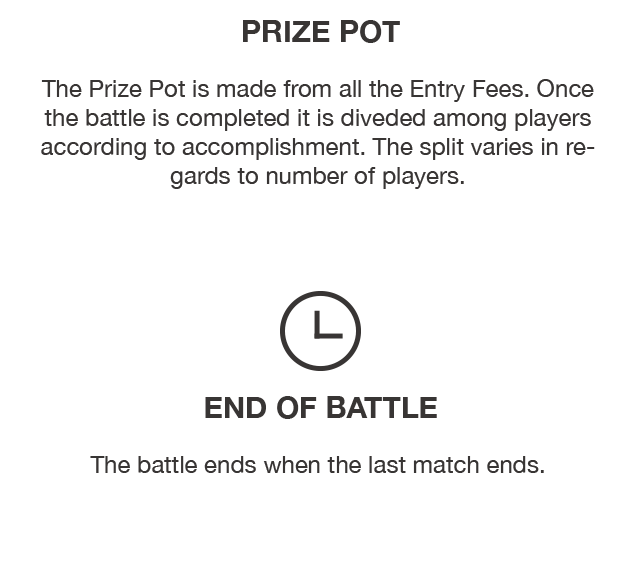 PRIZE POT
The Prize Pot is made from all the Entry Fees. Once
the battle is completed it is diveded among players
according to accomplishment. The split varies in re-
gards to number of players.
END OF BATTLE
The battle ends when the last match ends.